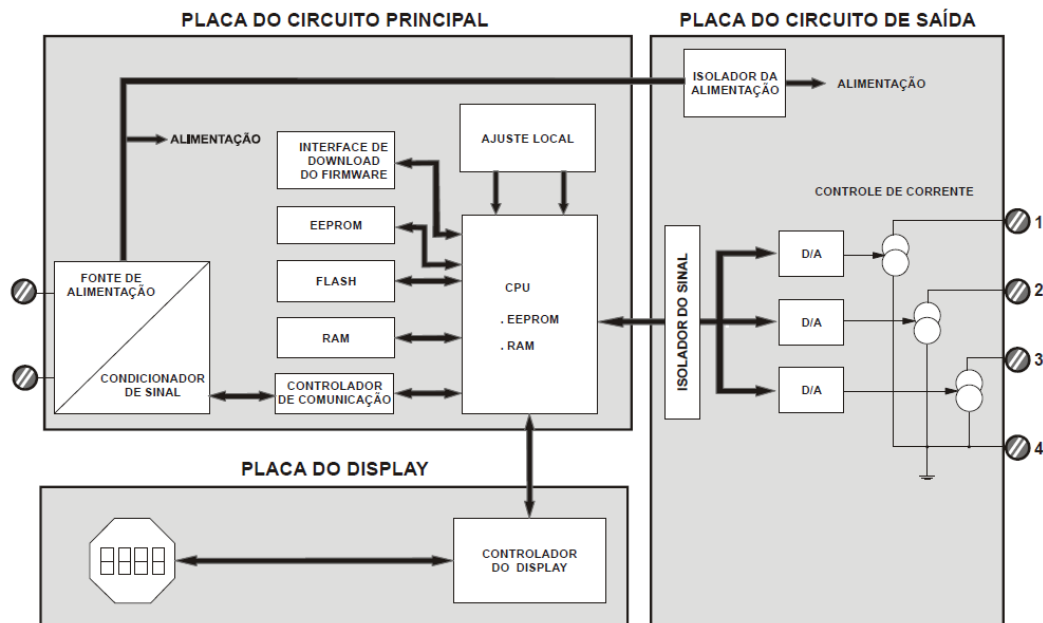 PLACA DO CIRCUITO PRINCIPAL
PLACA DO CIRCUITO DE SAÍDA
ISOLADOR DA
ALIMENTAÇÃO
ALIMENTAÇÃO
ALIMENTAÇÃO
INTERFACE DE
DOWNLOAD
DO FIRMWARE
AJUSTE LOCAL
EEPROM
FLASH
RAM
CONTROLADOR
DE COMUNICAÇÃO
CPU
. EEPROM
. RAM
FONTE DE
ALIMENTAÇÃO
CONDICIONADOR
DE SINAL
ISOLADOR DO SINAL
CONTROLE DE CORRENTE
D/A
D/A
D/A
1
2
3
4
PLACA DO DISPLAY
CONTROLADOR
DO DISPLAY